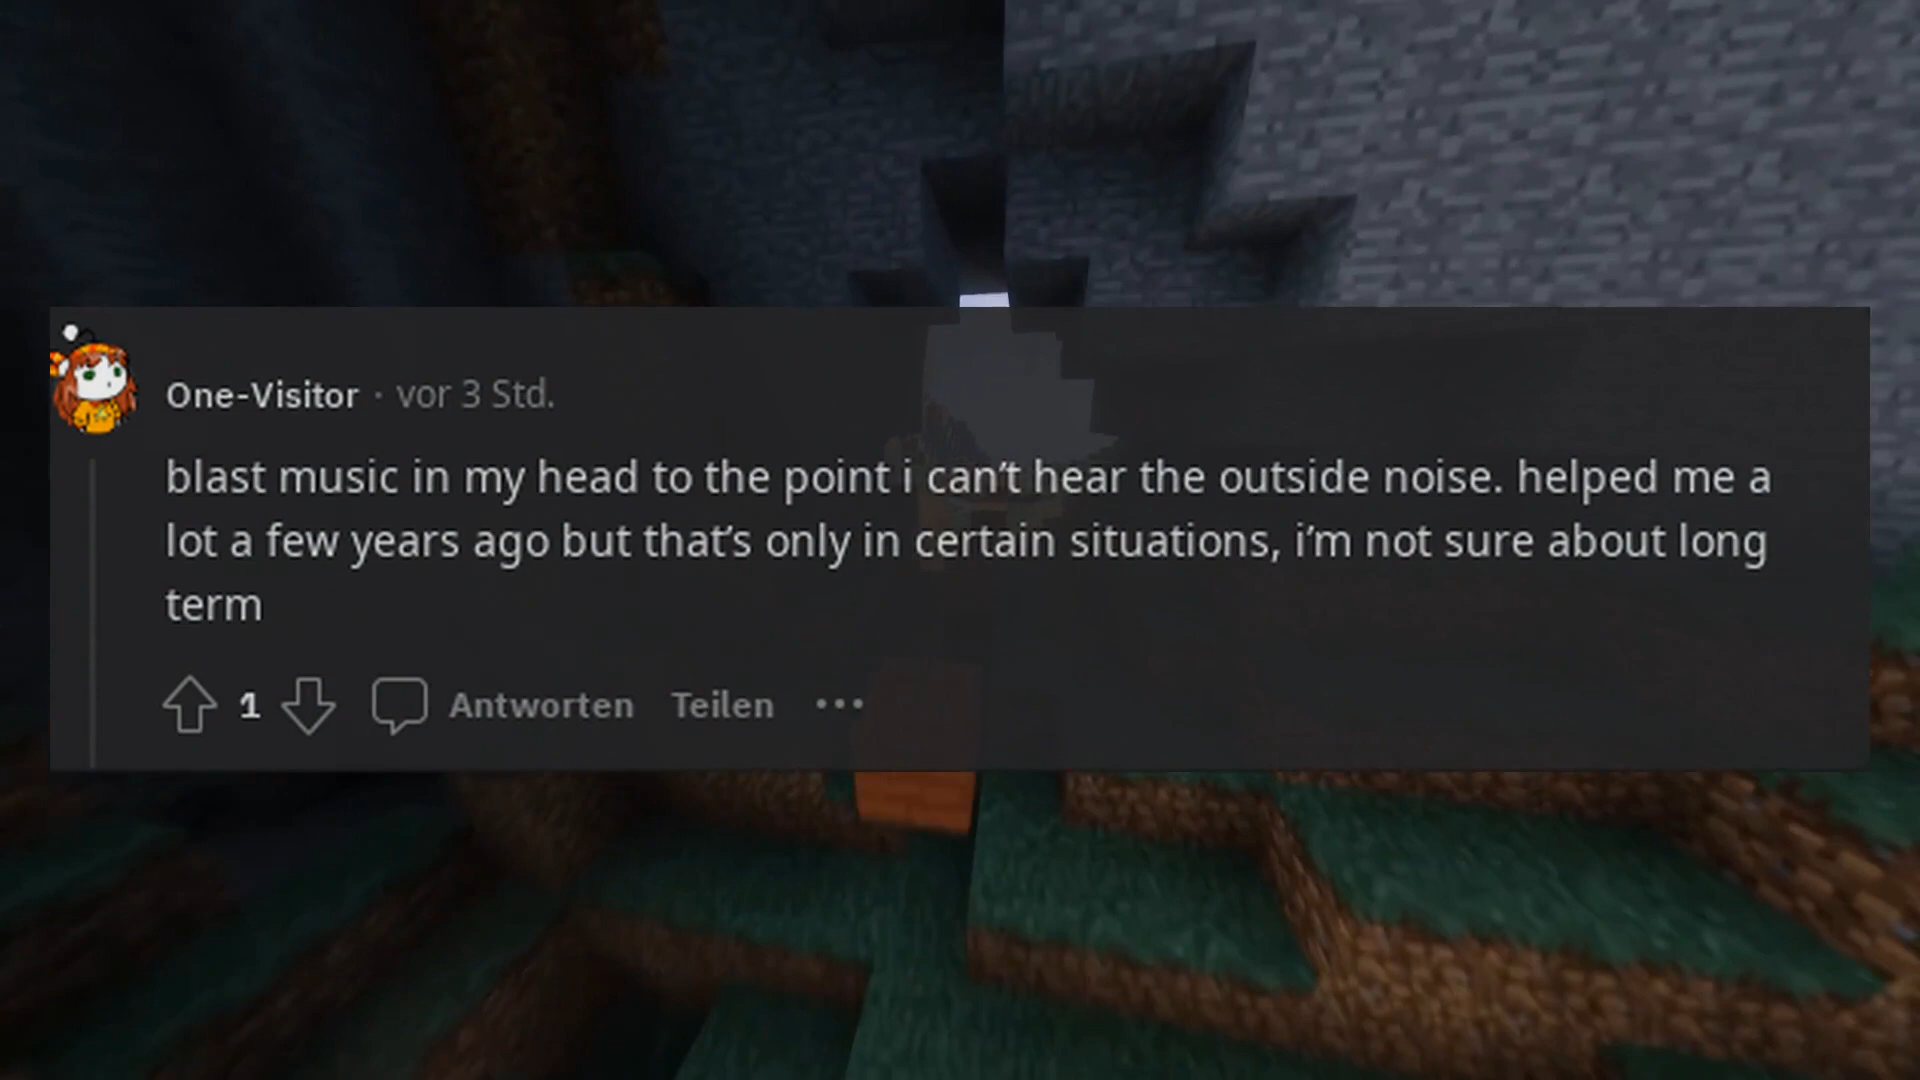 One-Visitor · vor 3 Std.
blast music in my head to the point i can't hear the outside noise. helped me a
lot a few years ago but that's only in certain situations, i'm not sure about long
term
1 Antworten Teilen •••